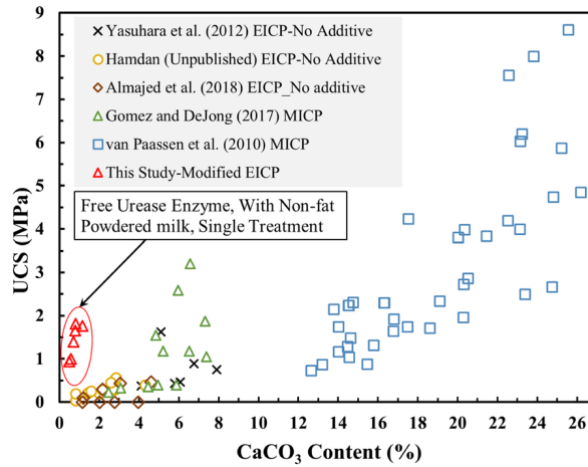 9
8
7
6
5
4
3
2
1
0
UCS (MPa)
Yasuhara et al. (2012) EICP-No Additive
Hamdan (Unpublished) EICP-No Additive
Almajed et al. (2018) EICP_No additive
Gomez and DeJong (2017) MICP
van Paassen et al. (2010) MICP
This Study-Modified EICP
Free Urease Enzyme, With Non-fat
Powdered milk, Single Treatment
0 2 4 6 8 10 12 14 16 18 20 22 24 26
CaCO₃ Content (%)